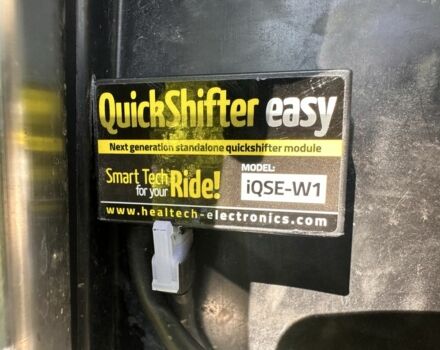 QuickShifter easy
Next generation standalone quickshifter module
Smart Tech
for your Ride!
MODEL:
iQSE-W1
www.healtech-electronics.com